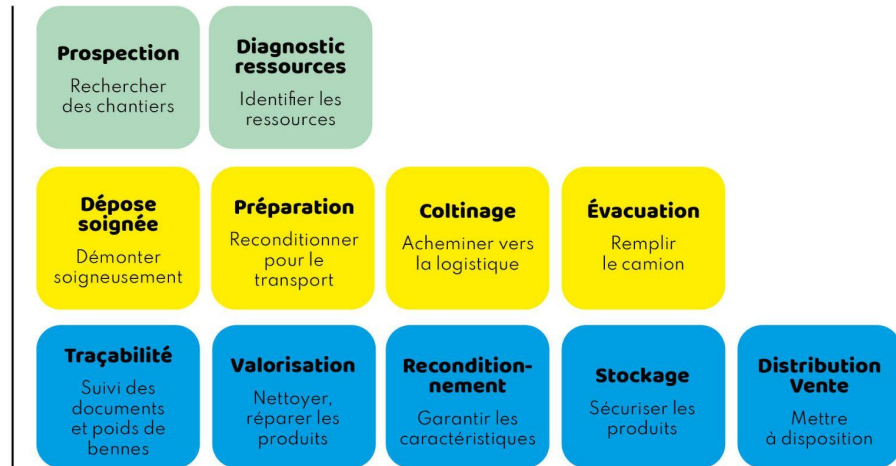 Prospection
Rechercher
des chantiers
Diagnostic
ressources
Identifier les
ressources
Dépose
soignée
Démonter
soigneusement
Préparation
Reconditionner
pour le
transport
Coltinage
Acheminer vers
la logistique
Évacuation
Remplir
le camion
Traçabilité
Suivi des
documents
et poids de
bennes
Valorisation
Nettoyer,
réparer les
produits
Recondition-
nement
Garantir les
caractéristiques
Stockage
Sécuriser les
produits
Distribution
Vente
Mettre
à disposition